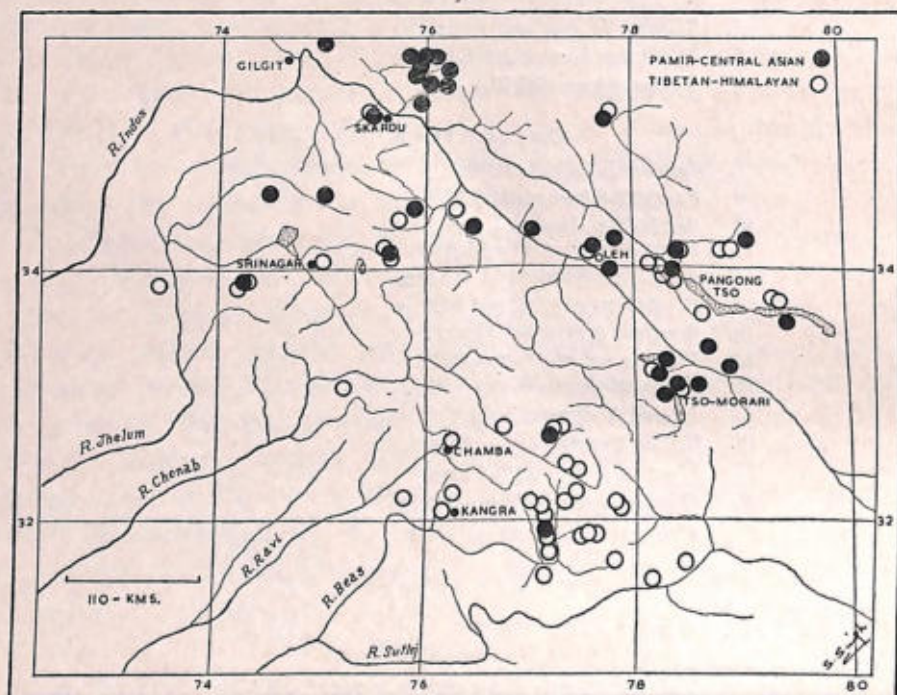 74 76 78 80
PAMIR-CENTRAL ASIAN
TIBETAN-HIMALAYAN
GILGIT
SKARDU
R. Indus
SRINAGAR
LEH
34 34
PANGONG
TSO
TSO-MORARI
R. Jhelum
R. Chenab
CHAMBA
32 KANGRA 32
R. Ravi
R. Beas
110-KMS.
R. Sutlj
74 76 78 80